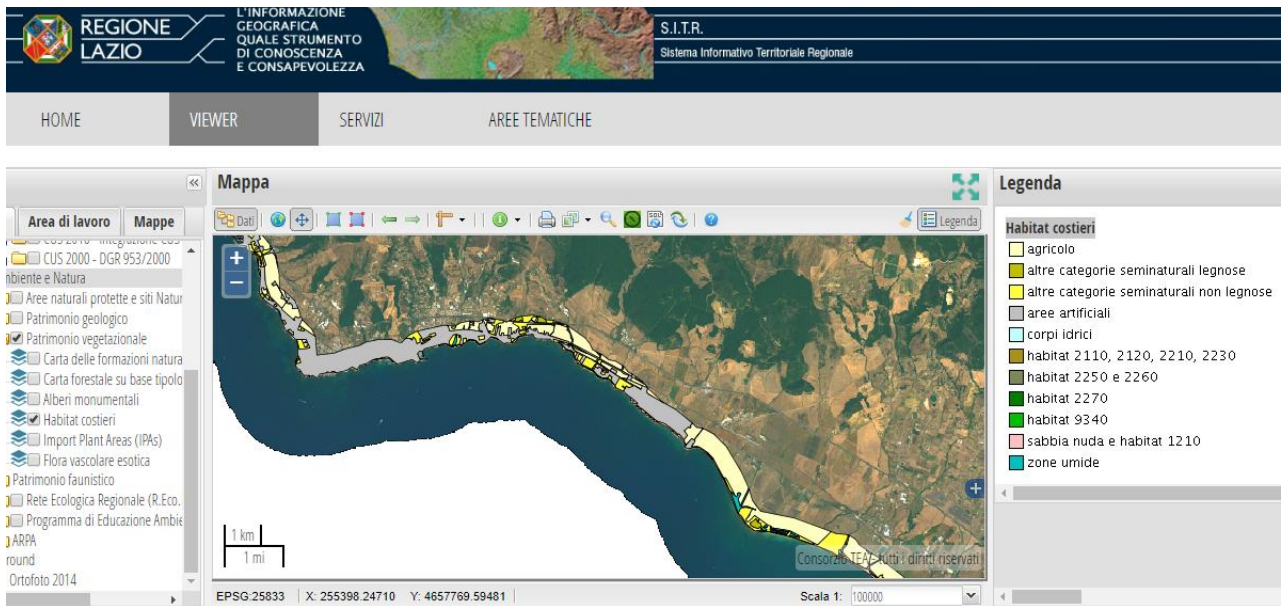 REGIONE
LAZIO
L'INFORMAZIONE
GEOGRAFICA
QUALE STRUMENTO
DI CONOSCENZA
E CONSAPEVOLEZZA
S.I.T.R.
Sistema Informativo Territoriale Regionale
HOME VIEWER SERVIZI AREE TEMATICHE
Area di lavoro Mappe
CUS 2000 - DGR 953/2000
mbiente e Natura
Aree naturali protette e siti Natur
Patrimonio geologico
Patrimonio vegetazionale
Carta delle formazioni natura
Carta forestale su base tipolo
Alberi monumentali
Habitat costieri
Import Plant Areas (IPAs)
Flora vascolare esotica
Patrimonio faunistico
Rete Ecologica Regionale (R.Eco.
Programma di Educazione Ambie
ARPA
round
Ortofoto 2014
Mappa
Dati
Legenda
1 km
1 mi
Consorzio TEA - tutti i diritti riservati
EPSG:25833 X: 255398.24710 Y: 4657769.59481 Scala 1: 100000
Legenda
Habitat costieri
agricolo
altre categorie seminaturali legnose
altre categorie seminaturali non legnose
aree artificiali
corpi idrici
habitat 2110, 2120, 2210, 2230
habitat 2250 e 2260
habitat 2270
habitat 9340
sabbia nuda e habitat 1210
zone umide